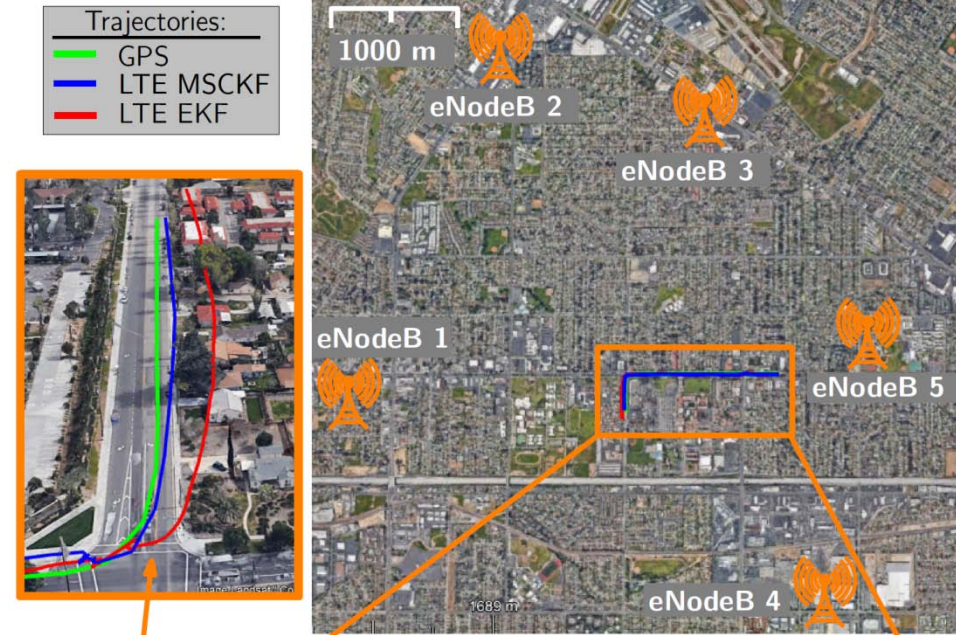 Trajectories:
GPS
LTE MSCKF
LTE EKF
1000 m
eNodeB 2
eNodeB 3
eNodeB 1
eNodeB 5
eNodeB 4
1689 m